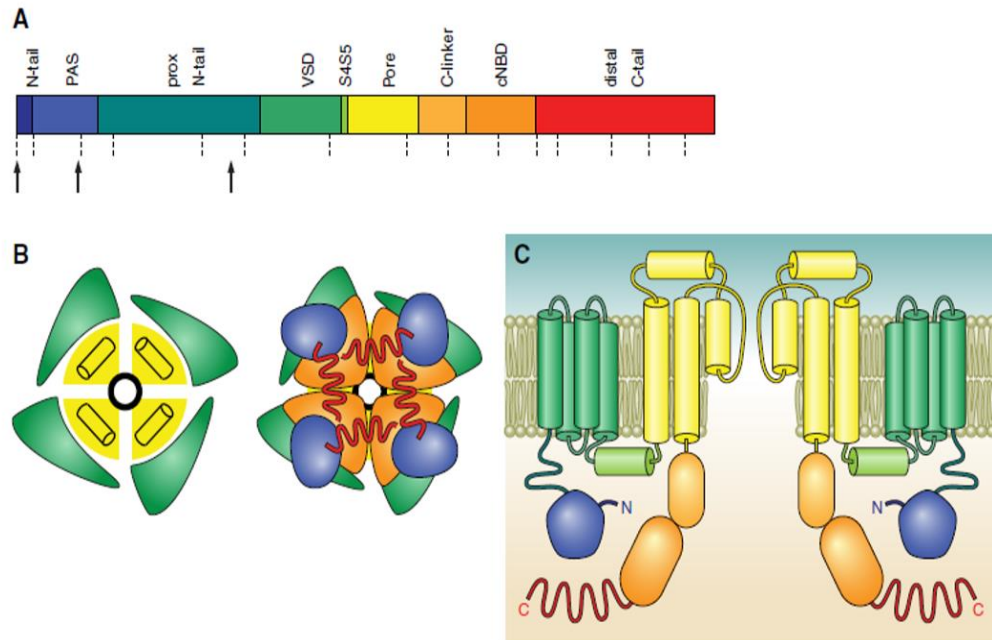 A
N-tail
PAS
prox
N-tail
VSD
S4S5
Pore
C-linker
cNBD
distal
C-tail
B
C
N
N
C
C